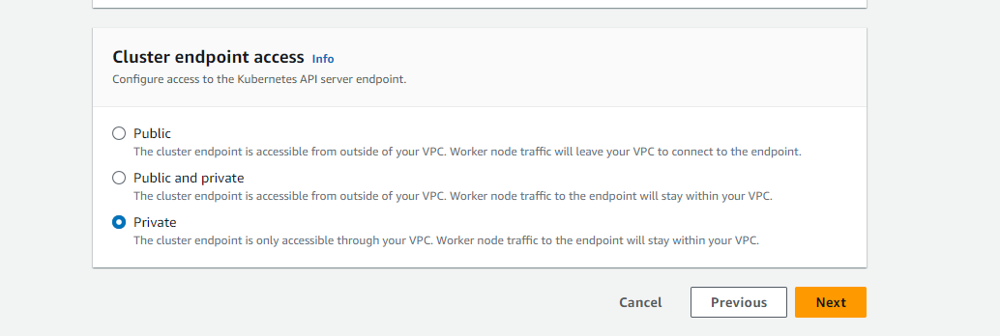 Cluster endpoint access Info
Configure access to the Kubernetes API server endpoint.
Public
The cluster endpoint is accessible from outside of your VPC. Worker node traffic will leave your VPC to connect to the endpoint.
Public and private
The cluster endpoint is accessible from outside of your VPC. Worker node traffic to the endpoint will stay within your VPC.
Private
The cluster endpoint is only accessible through your VPC. Worker node traffic to the endpoint will stay within your VPC.
Cancel Previous Next